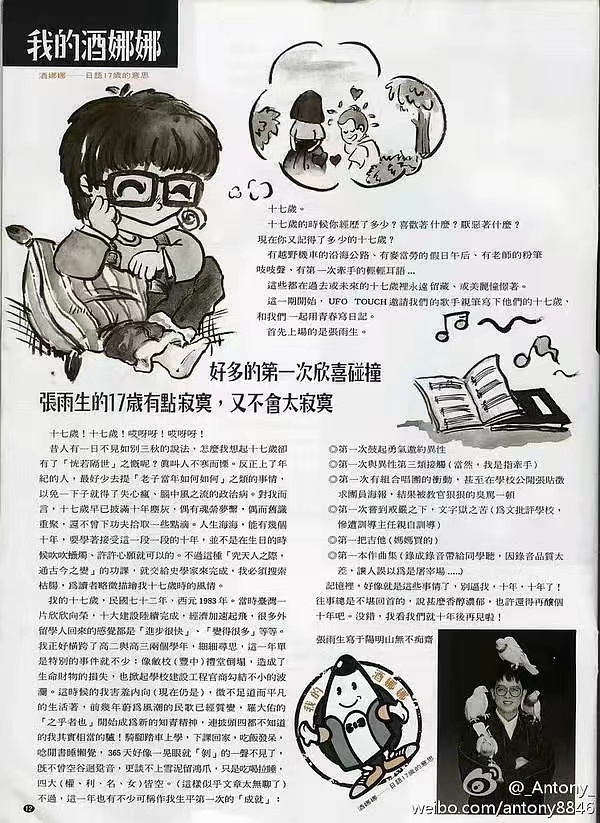 我的酒娜娜
酒娜娜——日語17歲的意思
十七歲。
十七歲的時候你經歷了多少？喜歡著什麼？厭惡著什麼？
現在你又記得了多少的十七歲？
有越野機車的沿海公路、有麥當勞的假日午后、有老師的粉筆
吱吱聲、有第一次牽手的輕輕耳語...
這些都在過去或未來的十七歲裡永遠留藏、或美麗憧憬著。
這一期開始，UFO TOUCH邀請我們的歌手親筆寫下他們的十七歲，
和我們一起用青春寫日記。
首先上場的是張雨生。
好多的第一次欣喜碰撞
張雨生的17歲有點寂寞，又不會太寂寞
十七歲！十七歲！哎呀呀！哎呀呀！
昔人有一日不見如別三秋的說法，怎麼我想起十七歲卻
有了「恍若隔世」之慨呢？真叫人不寒而慄。反正上了年
紀的人，最好少去提「老子當年如何如何」之類的事情，
以免一下子就得了失心瘋、腦中風之流的政治病。對我而
言，十七歲早已披滿十年塵灰，偶有魂縈夢舊，偶而舊識
重聚，還不曾下功夫拾取一些點滴。人生海海，能有幾個
十年，要學著接受這一段一段的十年，並不是在生日的時
候吹吹蠟燭、許許心願就可以的。不過這種「究天人之際，
通古今之變」的功課，就交給史學家來完成，我必須搜索
枯腸，為讀者略微描繪我十七歲時的風情。
我的十七歲，民國七十二年，西元1983年。當時臺灣一
片欣欣向榮，十大建設陸續完成，經濟加速起飛，很多外
留學人回來的感覺都是「進步很快」、「變得很多」等等。
我正好橫跨了高二與高三兩個學年，細細尋思，這一年單
是特別的事件就不少：像敝校（豐中）禮堂倒塌，造成了
生命財物的損失，也掀起學校建設工程官商勾結不小的波
瀾。這時候的我害羞內向（現在仍是），微不足道而平凡
的生活著，前幾年蔚為風潮的民歌已經質變，羅大佑的
「之乎者也」開始成為新的知青精神，連披頭四都不知道
的我其實相當的驢！騎腳踏車上學，下課回家，吃飯發呆，
唸閒書睡懶覺，365天好像一晃眼就「剝」的一聲不見了，
既不曾空谷迴蹤音，更談不上雪泥留鴻爪，只是吃喝拉睡，
四大（權、利、名、女）皆空。（這樣似乎文章太無聊了）
不過，這一年也有不少可稱作我生平第一次的「成就」：
◎第一次鼓起勇氣邀約異性
◎第一次與異性第三類接觸（當然，我是指牽手）
◎第一次有組合唱團的衝動，甚至在學校公開張貼徵
求團員海報，結果被教官狠狠的臭罵一頓
◎第一次嘗到戒嚴之下，文字獄之苦（為文批評學校，
慘遭訓導主任親自訓導）
◎第一把吉他（媽媽買的）
◎第一本作曲集（錄成錄音帶給同學聽，因錄音品質太
差，讓人誤以為是屠宰場.....）
記憶裡，好像就是這些事情了，別逼我，十年，十年了！
往事總是不堪回首的，說甚麼香醇濃郁，也許還得再釀個
十年吧。沒錯，我看我們就十年後再見啦！
張雨生寫于陽明山無不痴齋
我的酒娜娜
酒娜娜——日語17歲的意思
12
@_Antony_
weibo.com/antony8846